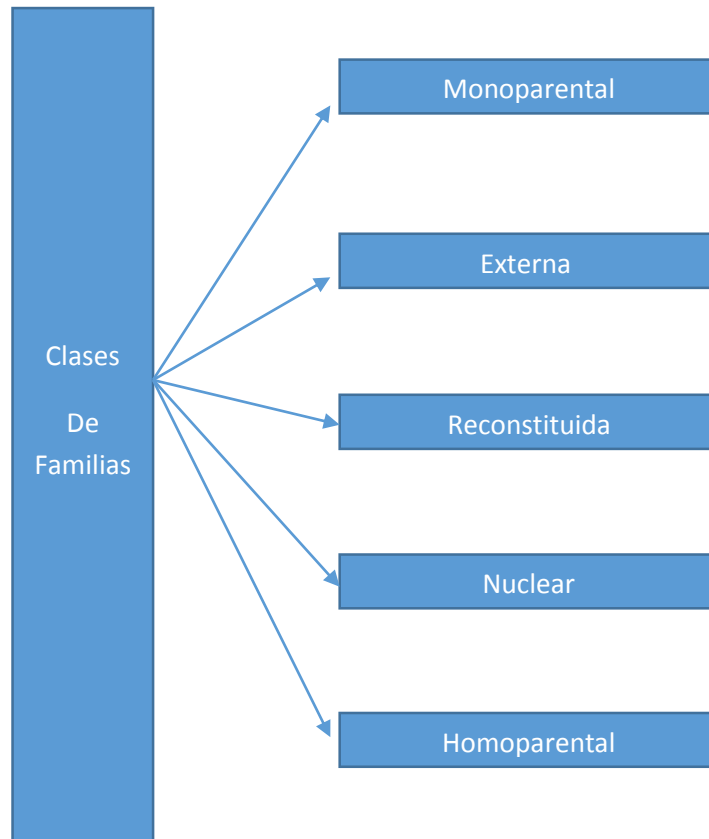 Clases
De
Familias
Monoparental
Externa
Reconstituida
Nuclear
Homoparental